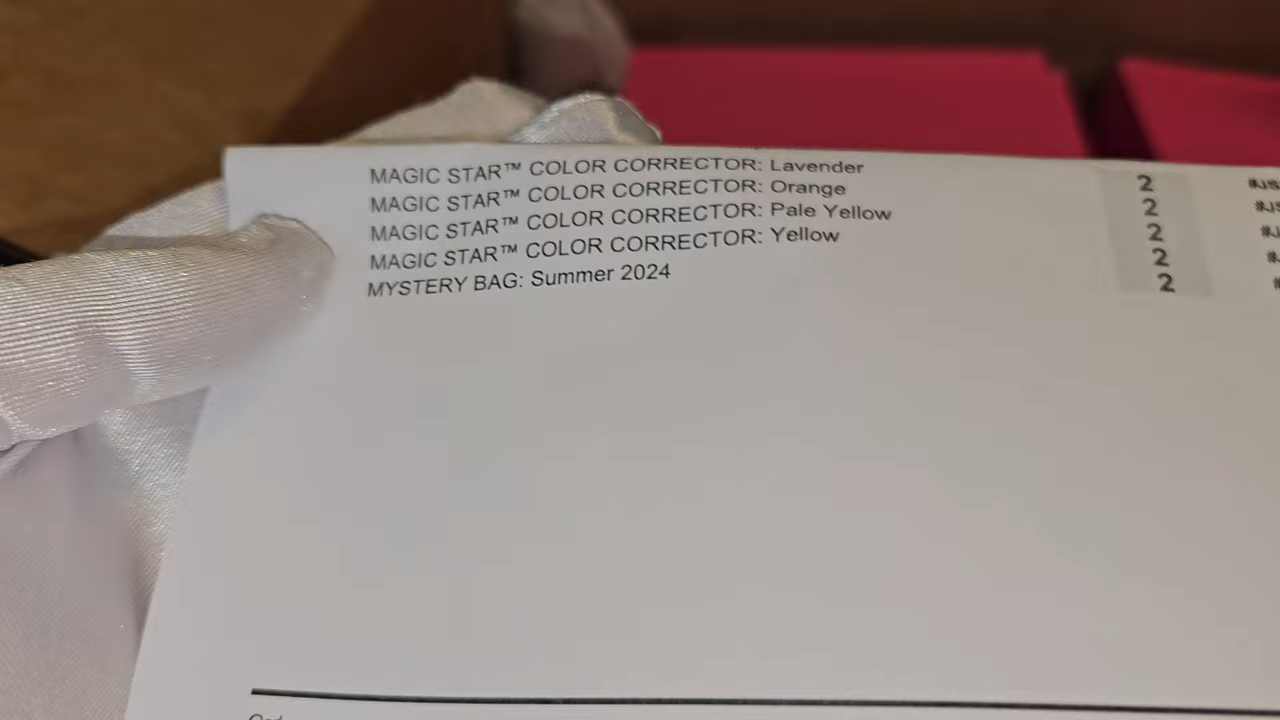 MAGIC STAR™ COLOR CORRECTOR: Lavender 2
MAGIC STAR™ COLOR CORRECTOR: Orange 2
MAGIC STAR™ COLOR CORRECTOR: Pale Yellow 2
MAGIC STAR™ COLOR CORRECTOR: Yellow 2
MYSTERY BAG: Summer 2024 2